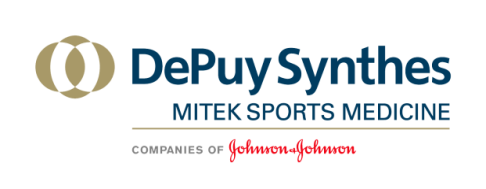 DePuy Synthes
MITEK SPORTS MEDICINE
COMPANIES OF Johnson&Johnson